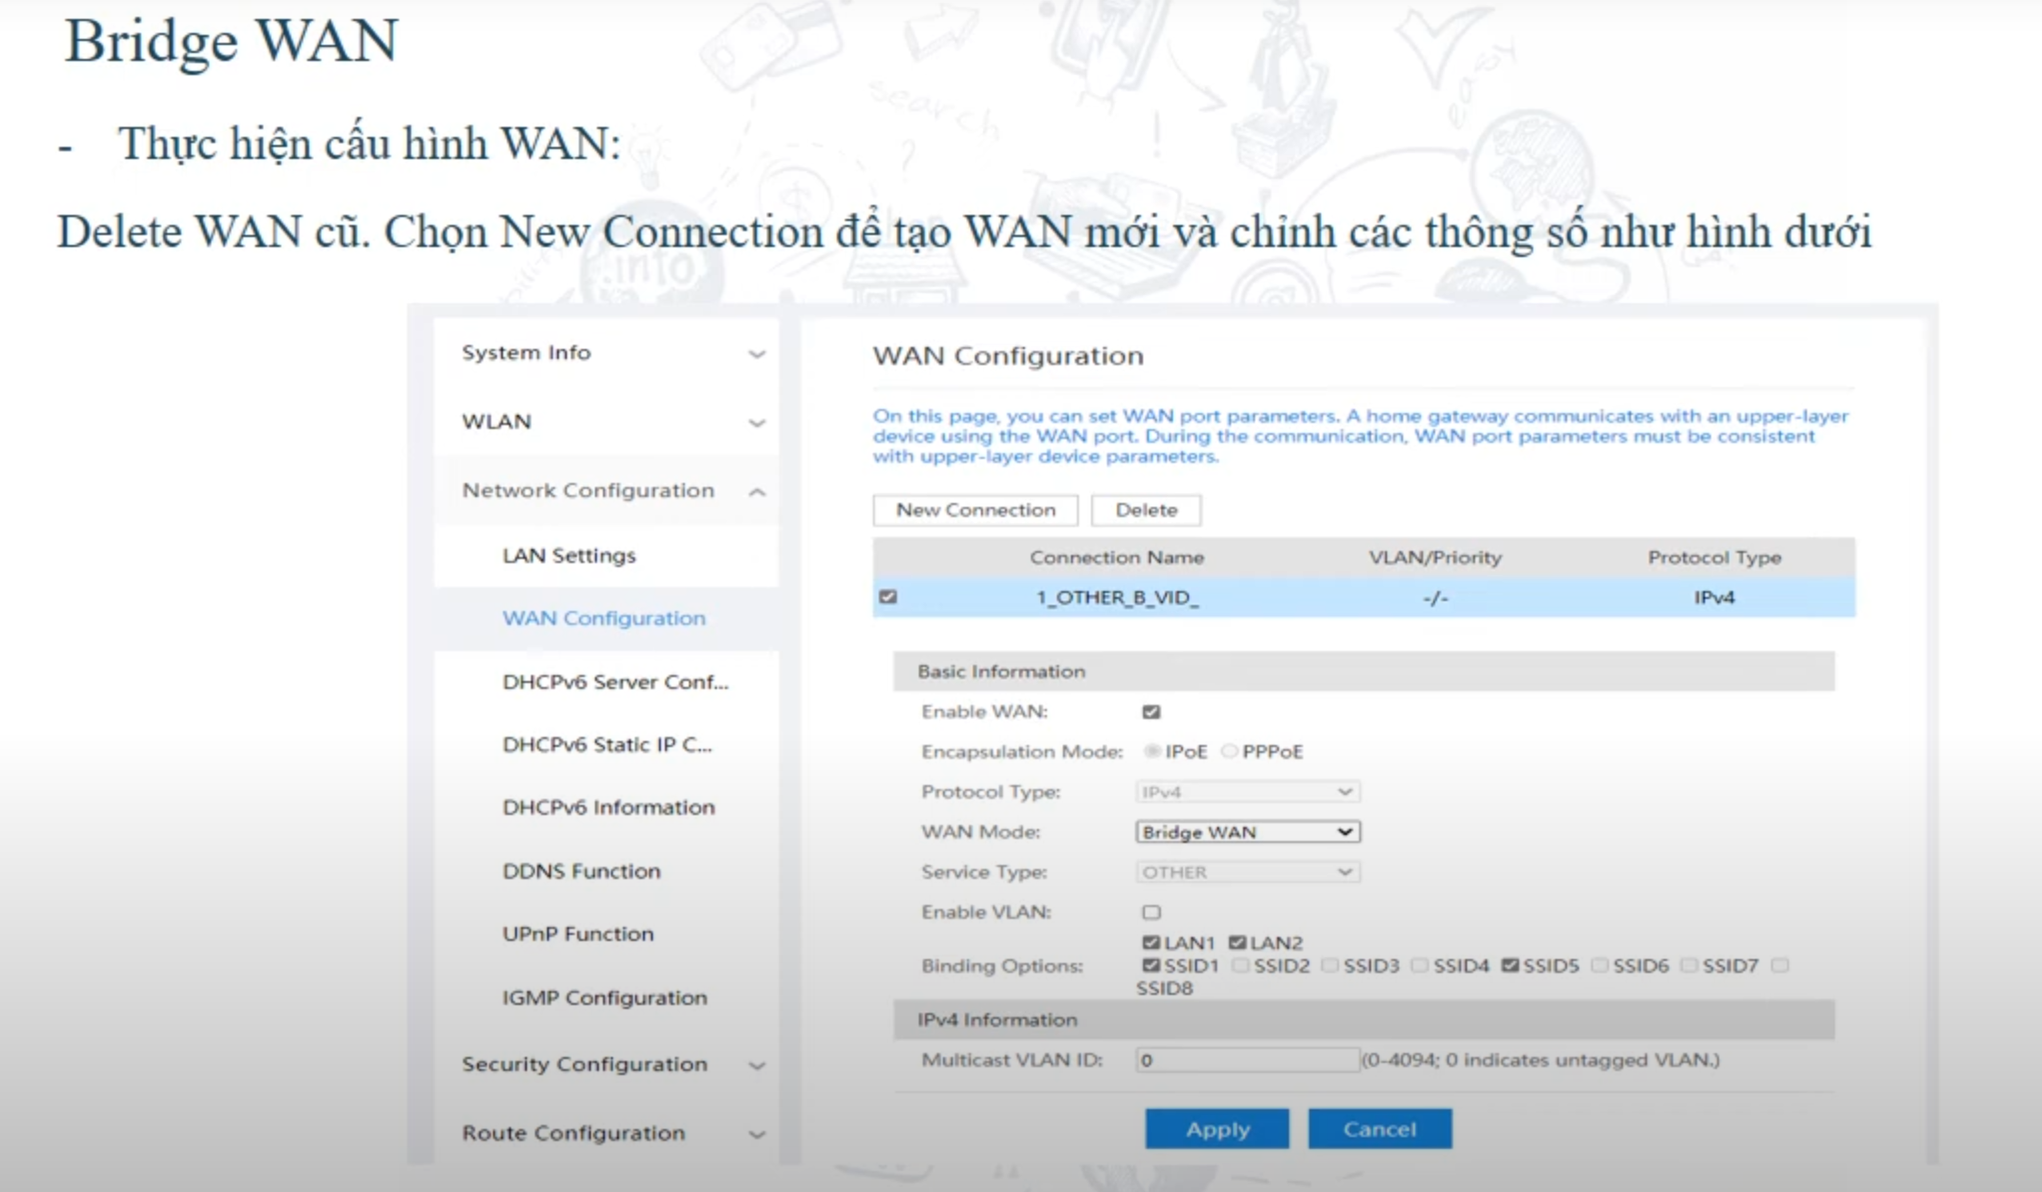 Bridge WAN
- Thực hiện cấu hình WAN:
Delete WAN cũ. Chọn New Connection để tạo WAN mới và chỉnh các thông số như hình dưới
System Info
WLAN
Network Configuration
LAN Settings
WAN Configuration
DHCPv6 Server Conf...
DHCPv6 Static IP C...
DHCPv6 Information
DDNS Function
UPnP Function
IGMP Configuration
Security Configuration
Route Configuration
WAN Configuration
On this page, you can set WAN port parameters. A home gateway communicates with an upper-layer
device using the WAN port. During the communication, WAN port parameters must be consistent
with upper-layer device parameters.
New Connection Delete
Connection Name VLAN/Priority Protocol Type
1_OTHER_B_VID_ -/- IPv4
Basic Information
Enable WAN:
Encapsulation Mode: IPoE PPPoE
Protocol Type: IPv4
WAN Mode: Bridge WAN
Service Type: OTHER
Enable VLAN:
LAN1 LAN2
Binding Options: SSID1 SSID2 SSID3 SSID4 SSID5 SSID6 SSID7
SSID8
IPv4 Information
Multicast VLAN ID: 0 (0-4094; 0 indicates untagged VLAN.)
Apply Cancel
search
easy
.info